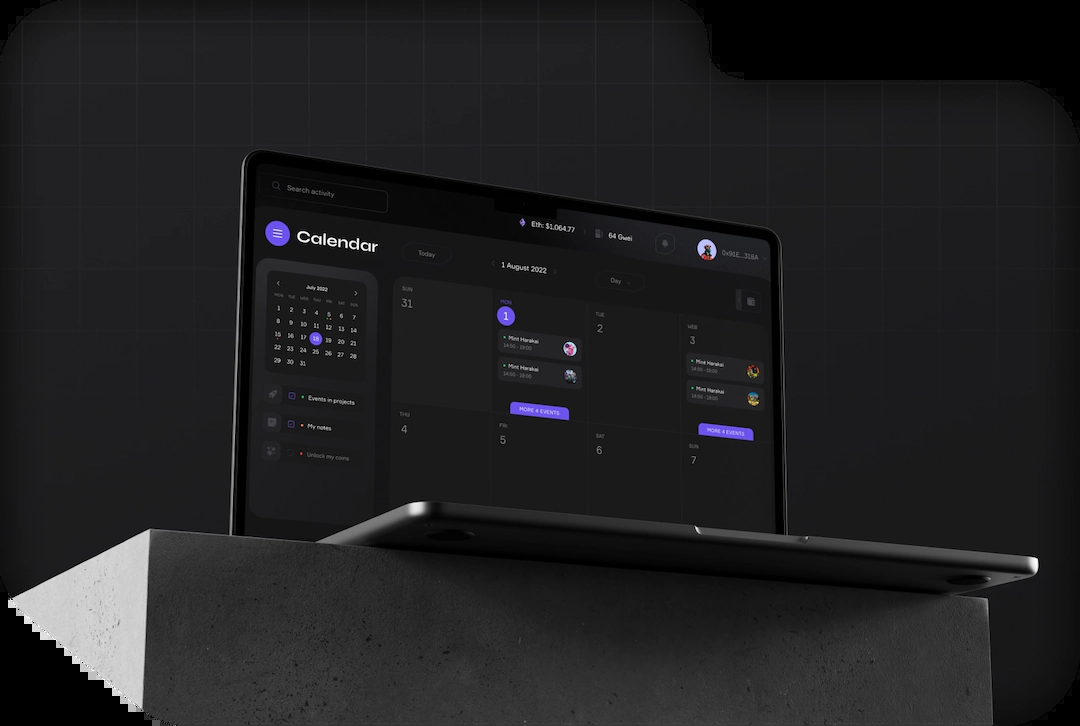 Search activity
Eth: $1.064.77
64 Gwei
0x91E...316A
Calendar
Today
1 August 2022
Day
July 2022
MON TUE WED THU FRI SAT SUN
1 2 3 4 5 6 7
8 9 10 11 12 13 14
15 16 17 18 19 20 21
22 23 24 25 26 27 28
29 30 31
Events in projects
My notes
Unlock my coins
SUN
31
MON
1
Mint Harakai
14:00 - 19:00
Mint Harakai
14:00 - 18:00
MORE 4 EVENTS
TUE
2
WED
3
Mint Harakai
14:00 - 18:00
Mint Harakai
14:00 - 18:00
MORE 4 EVENTS
THU
4
FRI
5
SAT
6
SUN
7